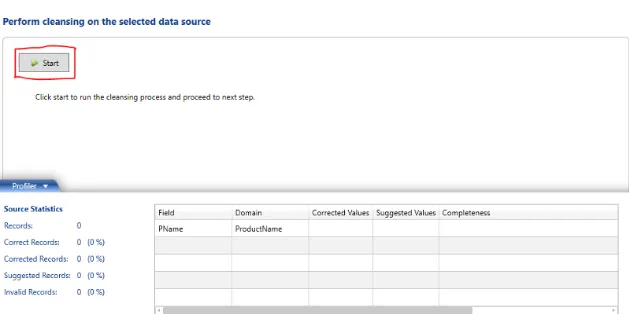 Perform cleansing on the selected data source
Start
Click start to run the cleansing process and proceed to next step.
Profiler
Source Statistics
Records: 0
Correct Records: 0 (0 %)
Corrected Records: 0 (0 %)
Suggested Records: 0 (0 %)
Invalid Records: 0 (0 %)
Field Domain Corrected Values Suggested Values Completeness
PName ProductName